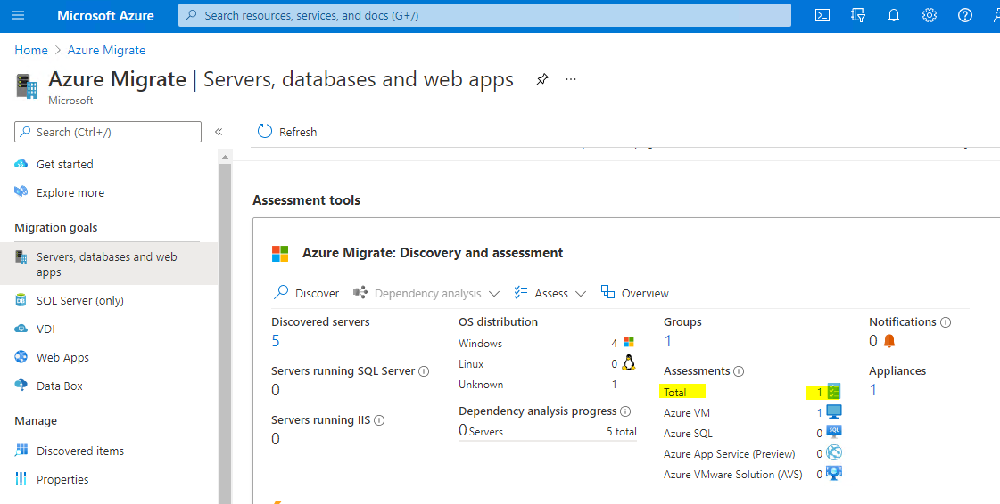 Microsoft Azure
Search resources, services, and docs (G+/)
Home > Azure Migrate
Azure Migrate | Servers, databases and web apps
Microsoft
Search (Ctrl+/)
Refresh
Get started
Explore more
Migration goals
Servers, databases and web
apps
SQL Server (only)
VDI
Web Apps
Data Box
Manage
Discovered items
Properties
Assessment tools
Azure Migrate: Discovery and assessment
Discover
Dependency analysis
Assess
Overview
Discovered servers
5
Servers running SQL Server
0
Servers running IIS
0
OS distribution
Windows 4
Linux 0
Unknown 1
Dependency analysis progress
0 Servers 5 total
Groups
1
Assessments
Total 1
Azure VM 1
Azure SQL 0
Azure App Service (Preview) 0
Azure VMware Solution (AVS) 0
Notifications
0
Appliances
1